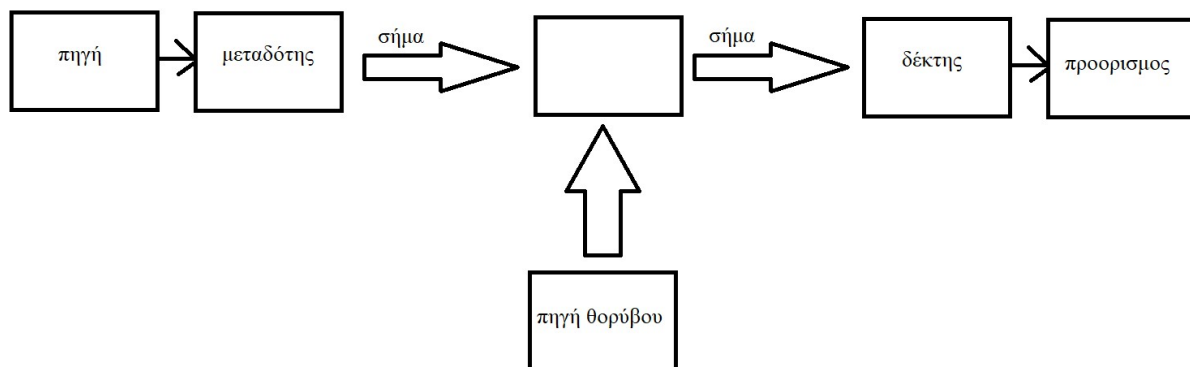 πηγή
μεταδότης
σήμα
σήμα
δέκτης
προορισμος
πηγή θορύβου